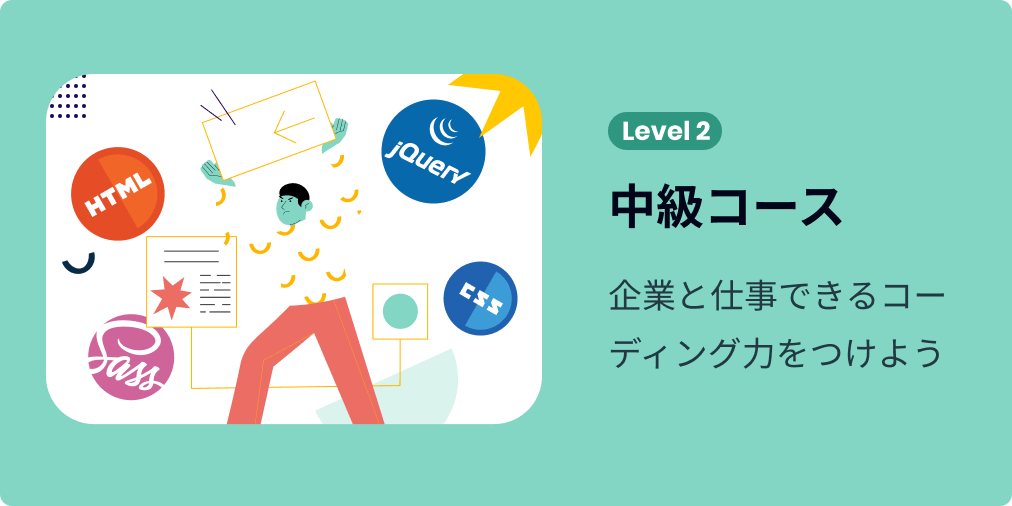 HTML
jQuery
CSS
Sass
Level 2
中級コース
企業と仕事できるコー
ディング力をつけよう